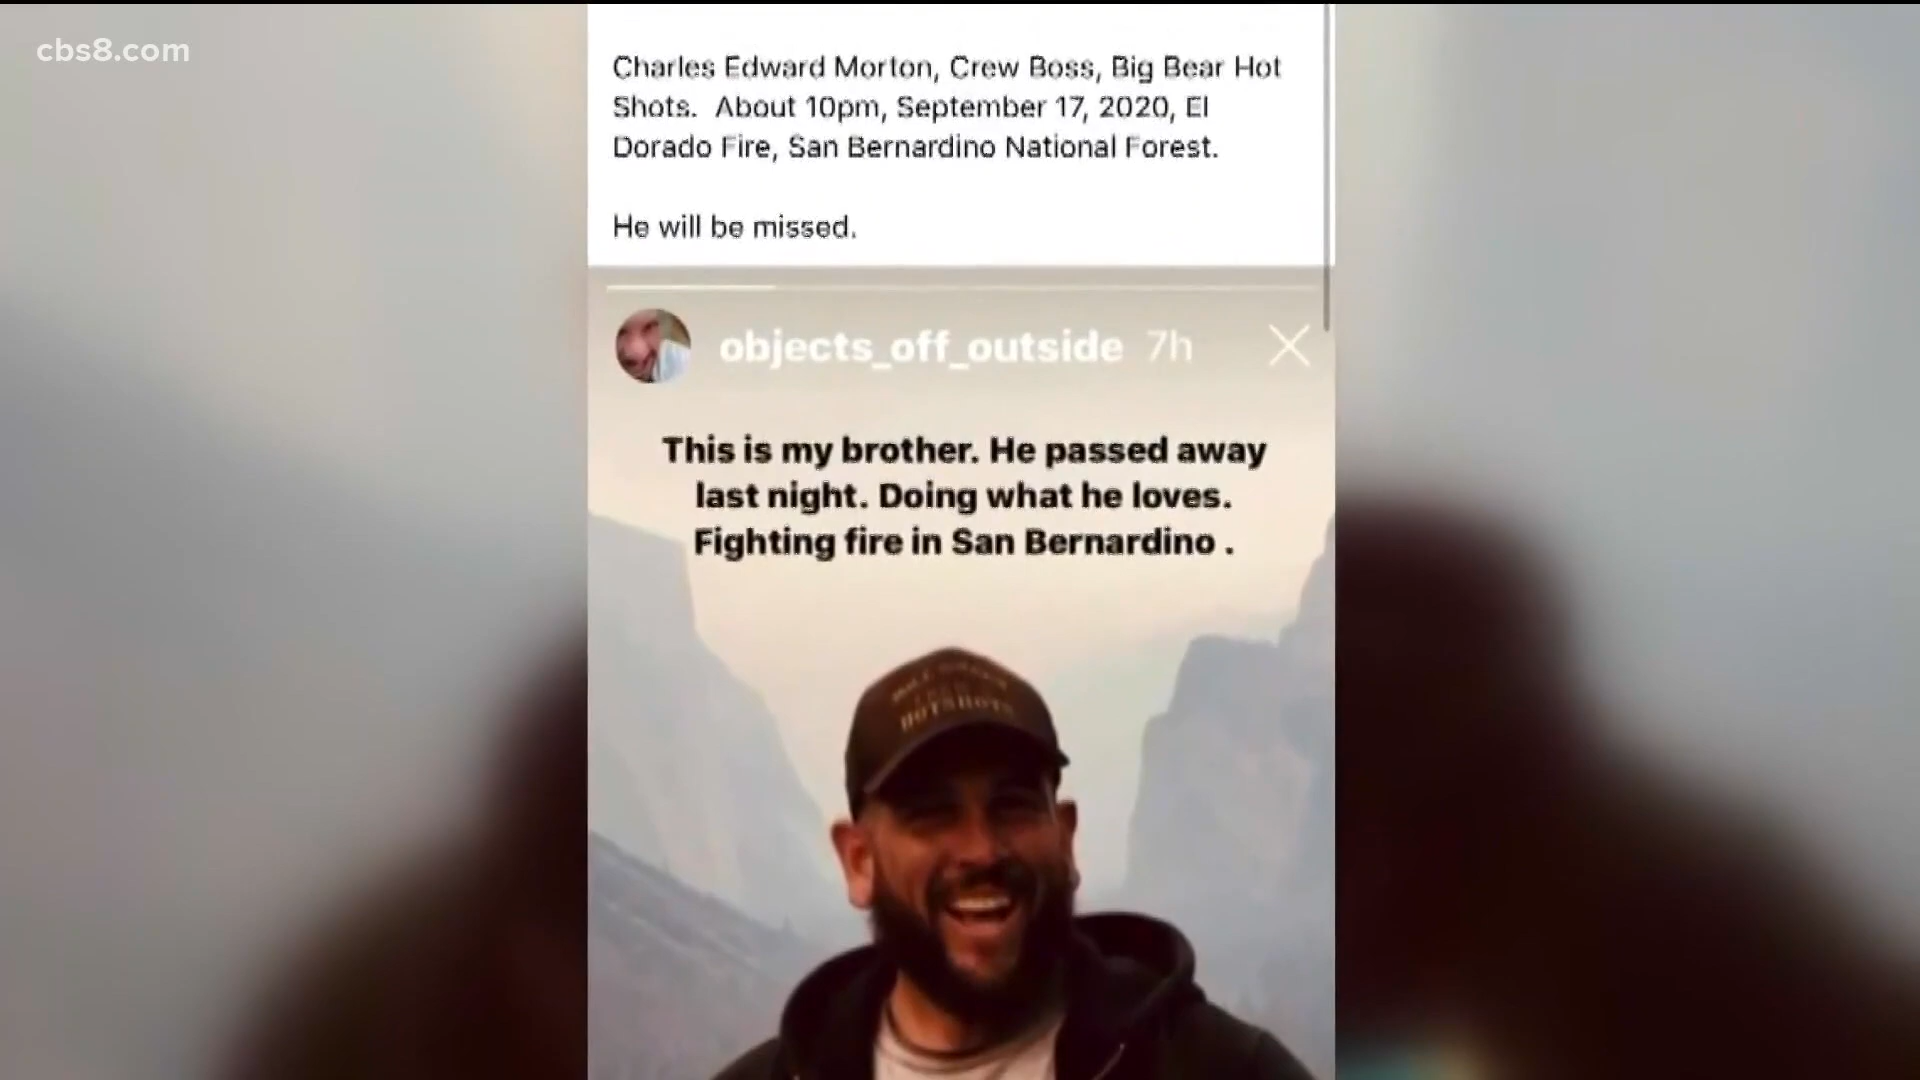 cbs8.com
Charles Edward Morton, Crew Boss, Big Bear Hot
Shots. About 10pm, September 17, 2020, El
Dorado Fire, San Bernardino National Forest.
He will be missed.
objects_off_outside 7h
This is my brother. He passed away
last night. Doing what he loves.
Fighting fire in San Bernardino .
HOTSHOTS